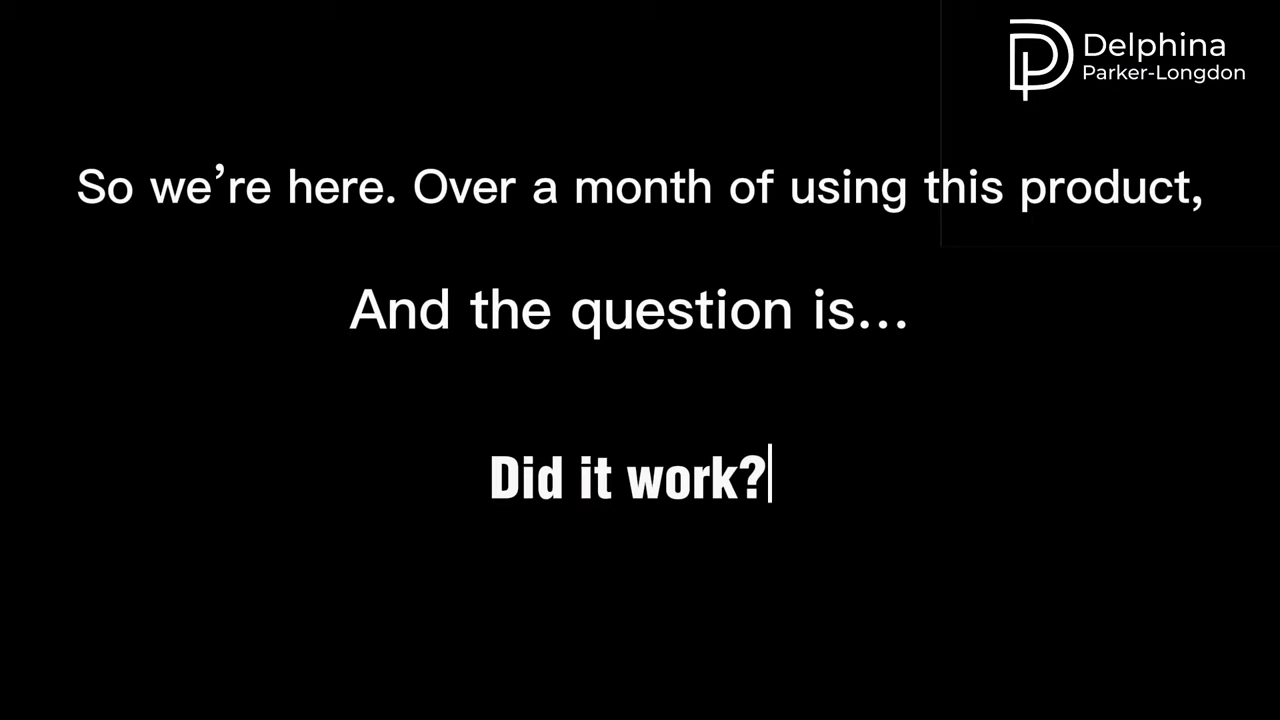 Delphina
Parker-Longdon
So we’re here. Over a month of using this product,
And the question is...
Did it work?